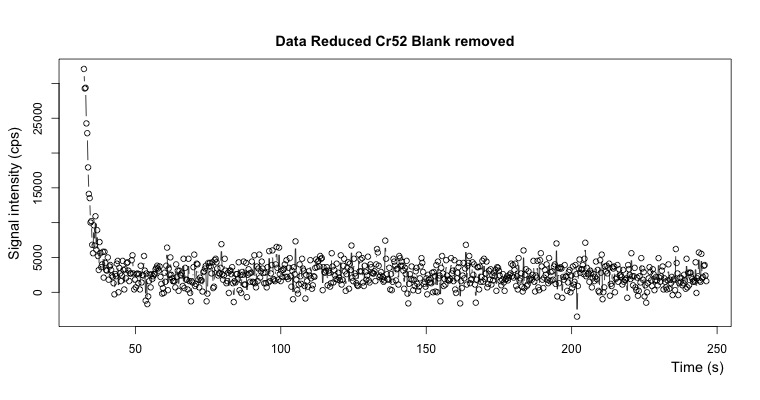 Data Reduced Cr52 Blank removed
Signal intensity (cps)
25000
15000
5000
0
50 100 150 200 250
Time (s)